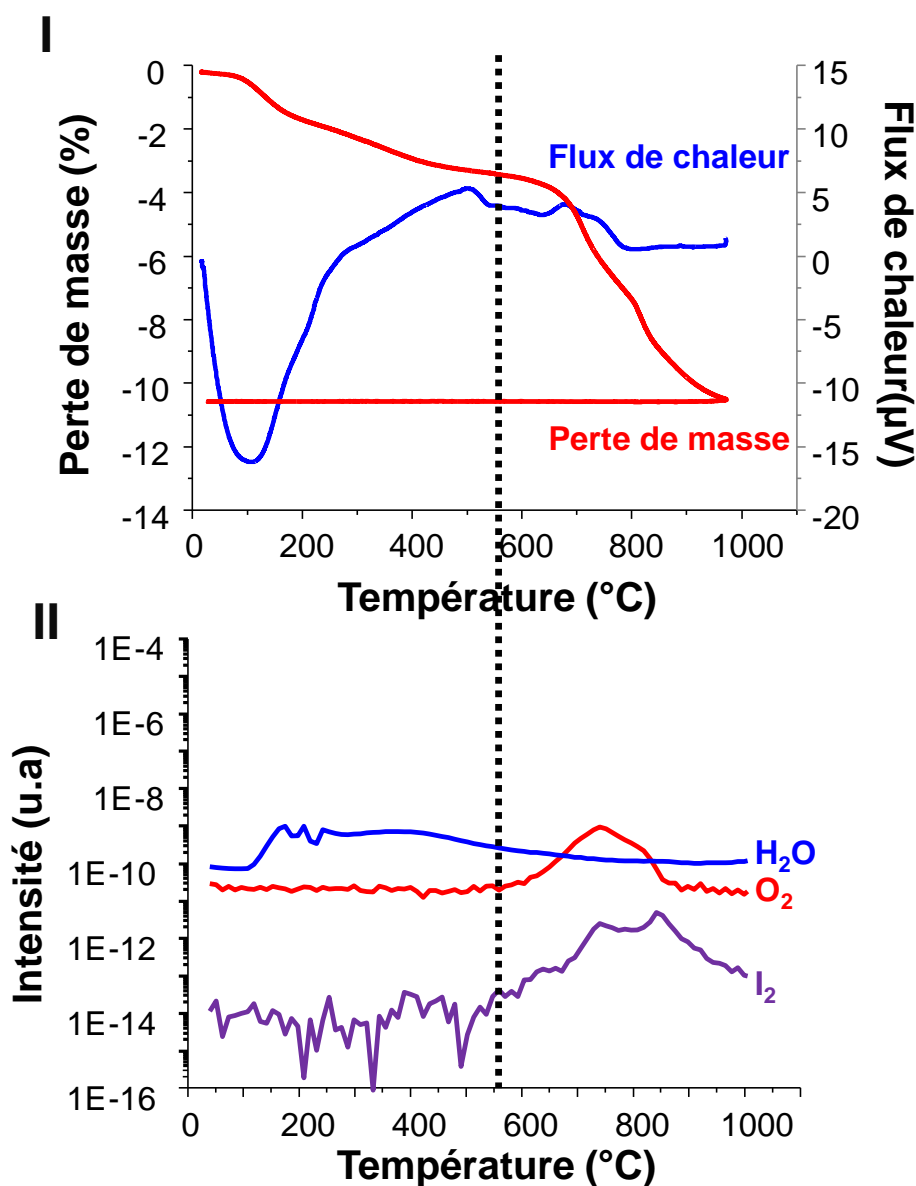 I
Perte de masse (%)
0
-2
-4
-6
-8
-10
-12
-14
15
10
5
0
-5
-10
-15
-20
Flux de chaleur(µV)
Flux de chaleur
Perte de masse
0 200 400 600 800 1000
Température (°C)
II
Intensité (u.a)
1E-4
1E-6
1E-8
1E-10
1E-12
1E-14
1E-16
H₂O
O₂
I₂
0 200 400 600 800 1000
Température (°C)